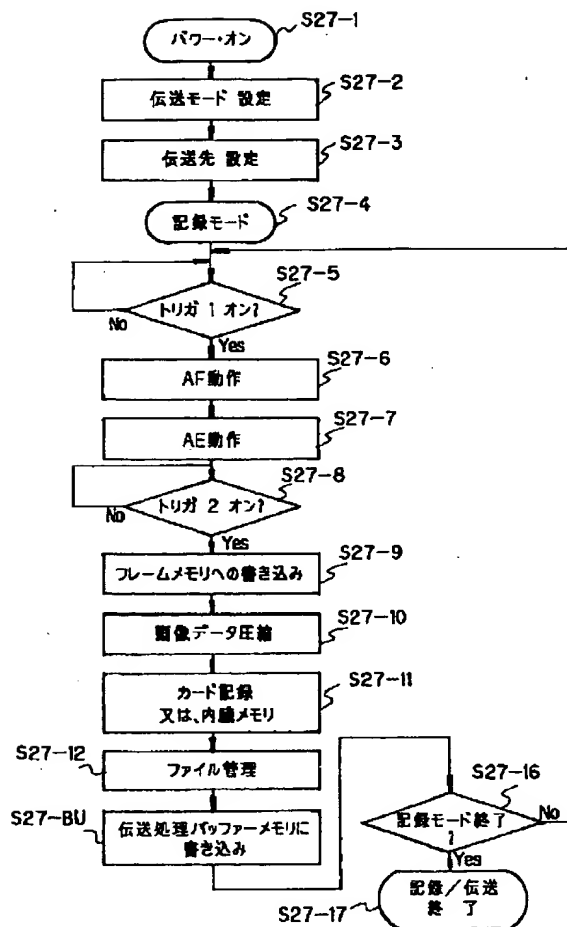 S27-1
パワー・オン
S27-2
伝送モード 設定
S27-3
伝送先 設定
S27-4
記録モード
S27-5
トリガ 1 オン?
No
Yes
S27-6
AF動作
S27-7
AE動作
S27-8
トリガ 2 オン?
No
Yes
S27-9
フレームメモリへの書き込み
S27-10
画像データ圧縮
S27-11
カード記録
又は、内臓メモリ
S27-12
ファイル管理
S27-BU
伝送処理バッファーメモリに
書き込み
S27-16
記録モード終了
?
No
Yes
記録/伝送
終 了
S27-17